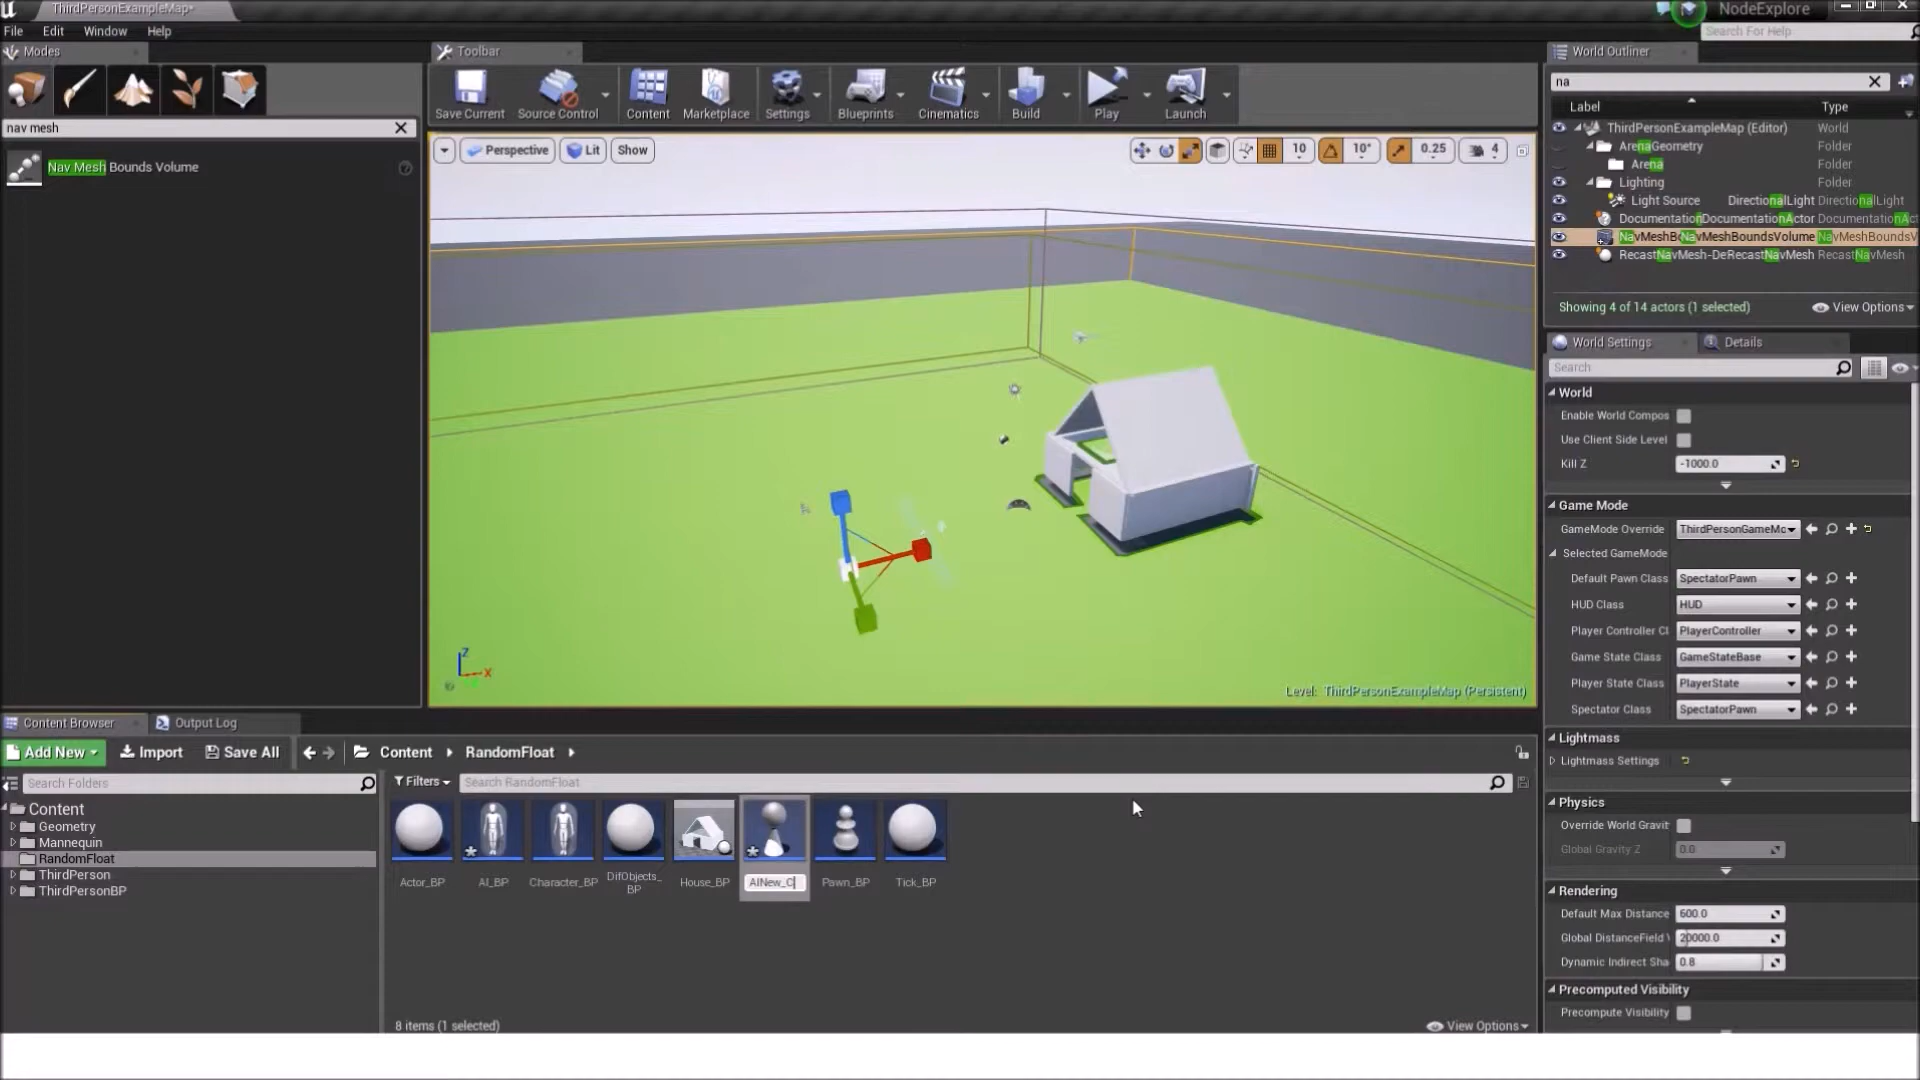 ThirdPersonExampleMap*
NodeExplore
File Edit Window Help
Search For Help
Modes
Toolbar
World Outliner
nav mesh
Nav Mesh Bounds Volume
Save Current
Source Control
Content
Marketplace
Settings
Blueprints
Cinematics
Build
Play
Launch
Perspective
Lit
Show
10
10°
0.25
4
na
Label
Type
ThirdPersonExampleMap (Editor) World
ArenaGeometry Folder
Arena Folder
Lighting Folder
Light Source DirectionalLight DirectionalLight
DocumentationDocumentationActor DocumentationAct
NavMeshBoNavMeshBoundsVolume NavMeshBoundsV
RecastNavMesh-DeRecastNavMesh RecastNavMesh
Showing 4 of 14 actors (1 selected)
View Options
World Settings
Details
Search
World
Enable World Compos
Use Client Side Level
Kill Z -1000.0
Game Mode
GameMode Override ThirdPersonGameMo
Selected GameMode
Default Pawn Class SpectatorPawn
HUD Class HUD
Player Controller Cl PlayerController
Game State Class GameStateBase
Player State Class PlayerState
Spectator Class SpectatorPawn
Lightmass
Lightmass Settings
Physics
Override World Gravit
Global Gravity Z 0.0
Rendering
Default Max Distance 600.0
Global DistanceField V 20000.0
Dynamic Indirect Sha 0.8
Precomputed Visibility
Precompute Visibility
Z
X
Level: ThirdPersonExampleMap (Persistent)
Content Browser
Output Log
Add New
Import
Save All
Content
RandomFloat
Search Folders
Filters
Search RandomFloat
Content
Geometry
Mannequin
RandomFloat
ThirdPerson
ThirdPersonBP
Actor_BP
AI_BP
Character_BP
DifObjects_
BP
House_BP
AINew_C
Pawn_BP
Tick_BP
8 items (1 selected)
View Options